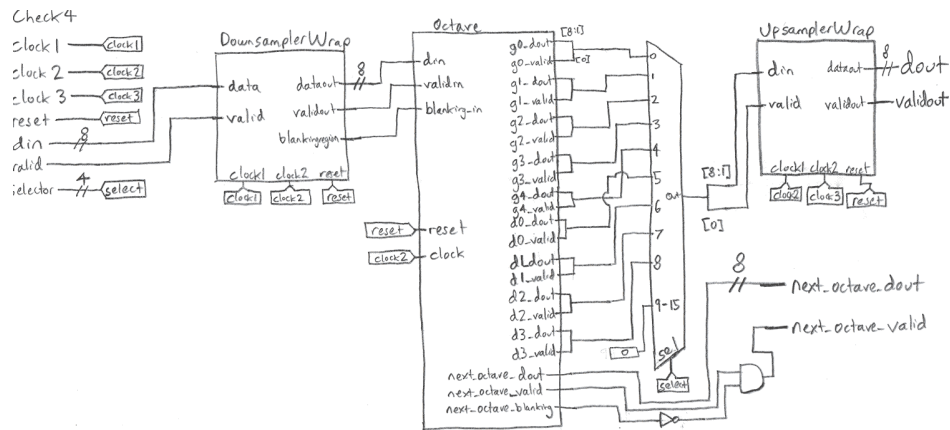 Check4
clock1
clock1
clock 2
clock2
clock 3
clock3
reset
reset
din
8
valid
selector
4
select
DownsamplerWrap
data
valid
dataout
8
validout
blankingregion
clock1 clock2 reset
clock1
clock2
reset
Octave
din
validin
blanking_in
reset
reset
clock2
clock
g0_dout
g0_valid
g1_dout
g1_valid
g2_dout
g2_valid
g3_dout
g3_valid
g4_dout
g4_valid
d0_dout
d0_valid
d1_dout
d1_valid
d2_dout
d2_valid
d3_dout
d3_valid
next_octave_dout
next_octave_valid
next_octave_blanking
[8:1]
[0]
0
1
2
3
4
5
6
7
8
9-15
0
out
sel
select
[8:1]
[0]
UpsamplerWrap
din
valid
dataout
validout
clock1 clock2 reset
clock2
clock3
reset
8
dout
validout
8
next_octave_dout
next_octave_valid